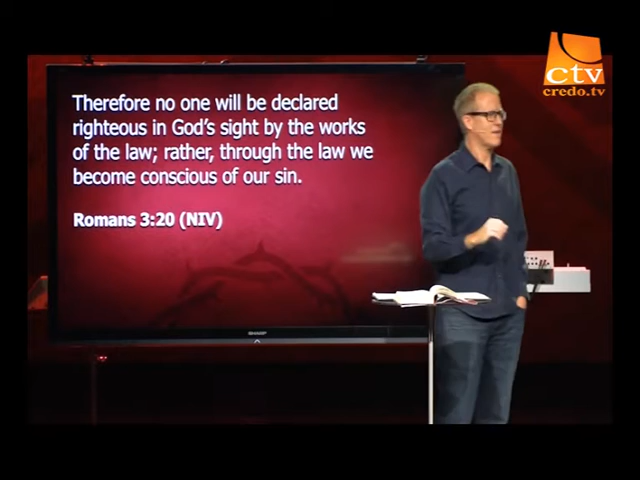 ctv
credo.tv
Therefore no one will be declared
righteous in God's sight by the works
of the law; rather, through the law we
become conscious of our sin.
Romans 3:20 (NIV)
SHARP